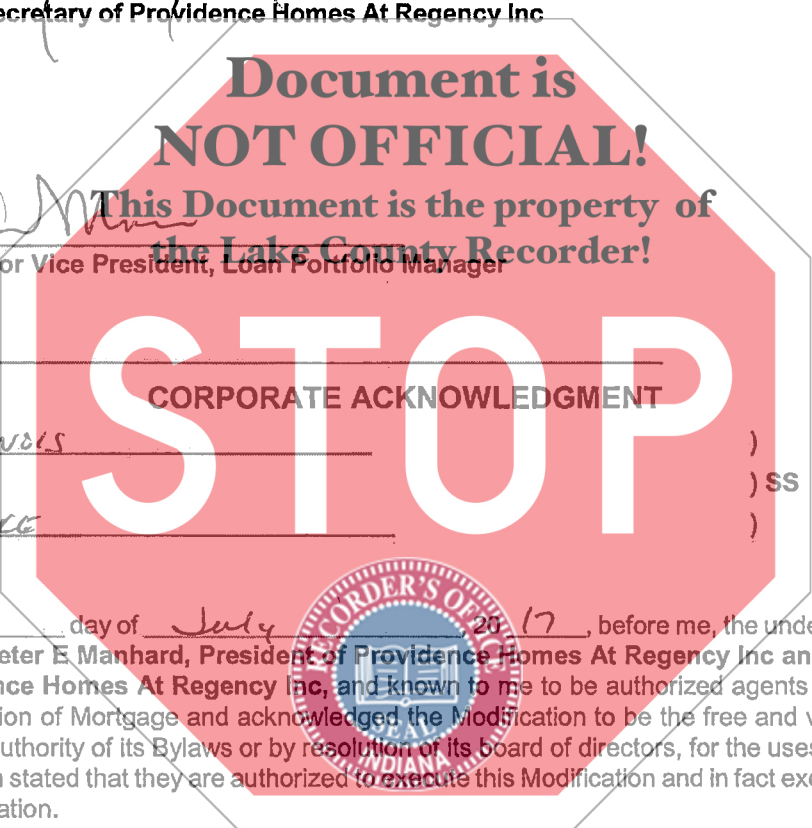 ecretary of Providence Homes At Regency Inc
Document is
NOT OFFICIAL!
This Document is the property of
the Lake County Recorder!
or Vice President, Loan Portfolio Manager
STOP
CORPORATE ACKNOWLEDGMENT
)
) SS
)
day of July 20 17, before me, the unde
eter E Manhard, President of Providence Homes At Regency Inc an
nce Homes At Regency Inc, and known to me to be authorized agents
ion of Mortgage and acknowledged the Modification to be the free and v
uthority of its Bylaws or by resolution of its board of directors, for the uses
n stated that they are authorized to execute this Modification and in fact exe
ation.
RECORDER'S OFFICE
SEAL
INDIANA